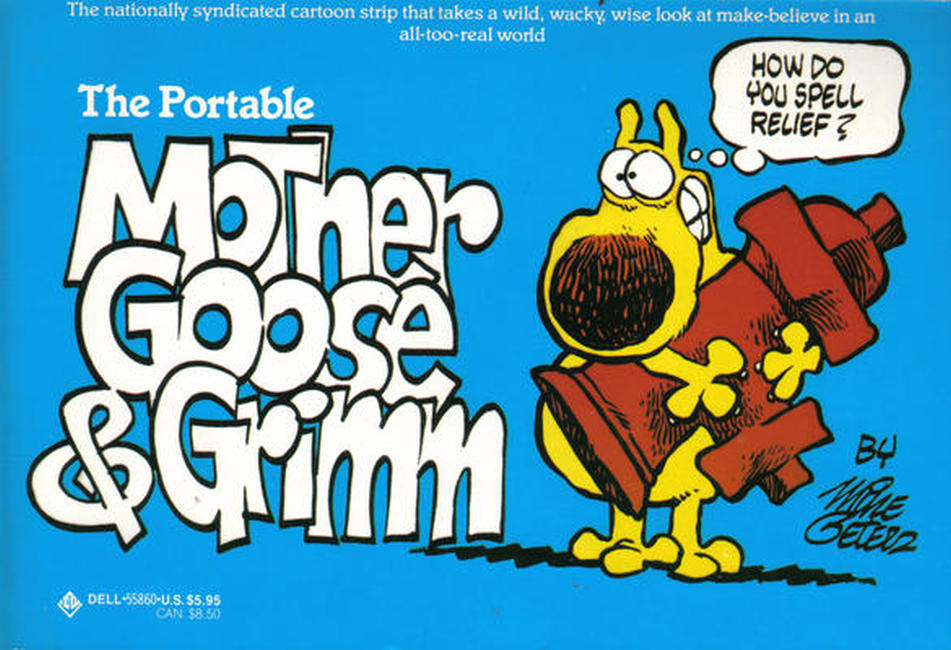 The nationally syndicated cartoon strip that takes a wild, wacky, wise look at make-believe in an
all-too-real world
HOW DO
YOU SPELL
RELIEF?
The Portable
MoTher
Goose
& Grimm
BY
MIKE
PETERS
DELL•55860•U.S. $5.95
CAN $8.50